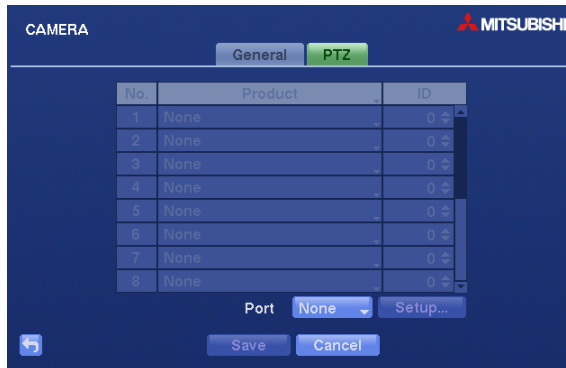 CAMERA
MITSUBISHI
General PTZ
No. Product ID
1 None 0
2 None 0
3 None 0
4 None 0
5 None 0
6 None 0
7 None 0
8 None 0
Port None Setup...
Save Cancel